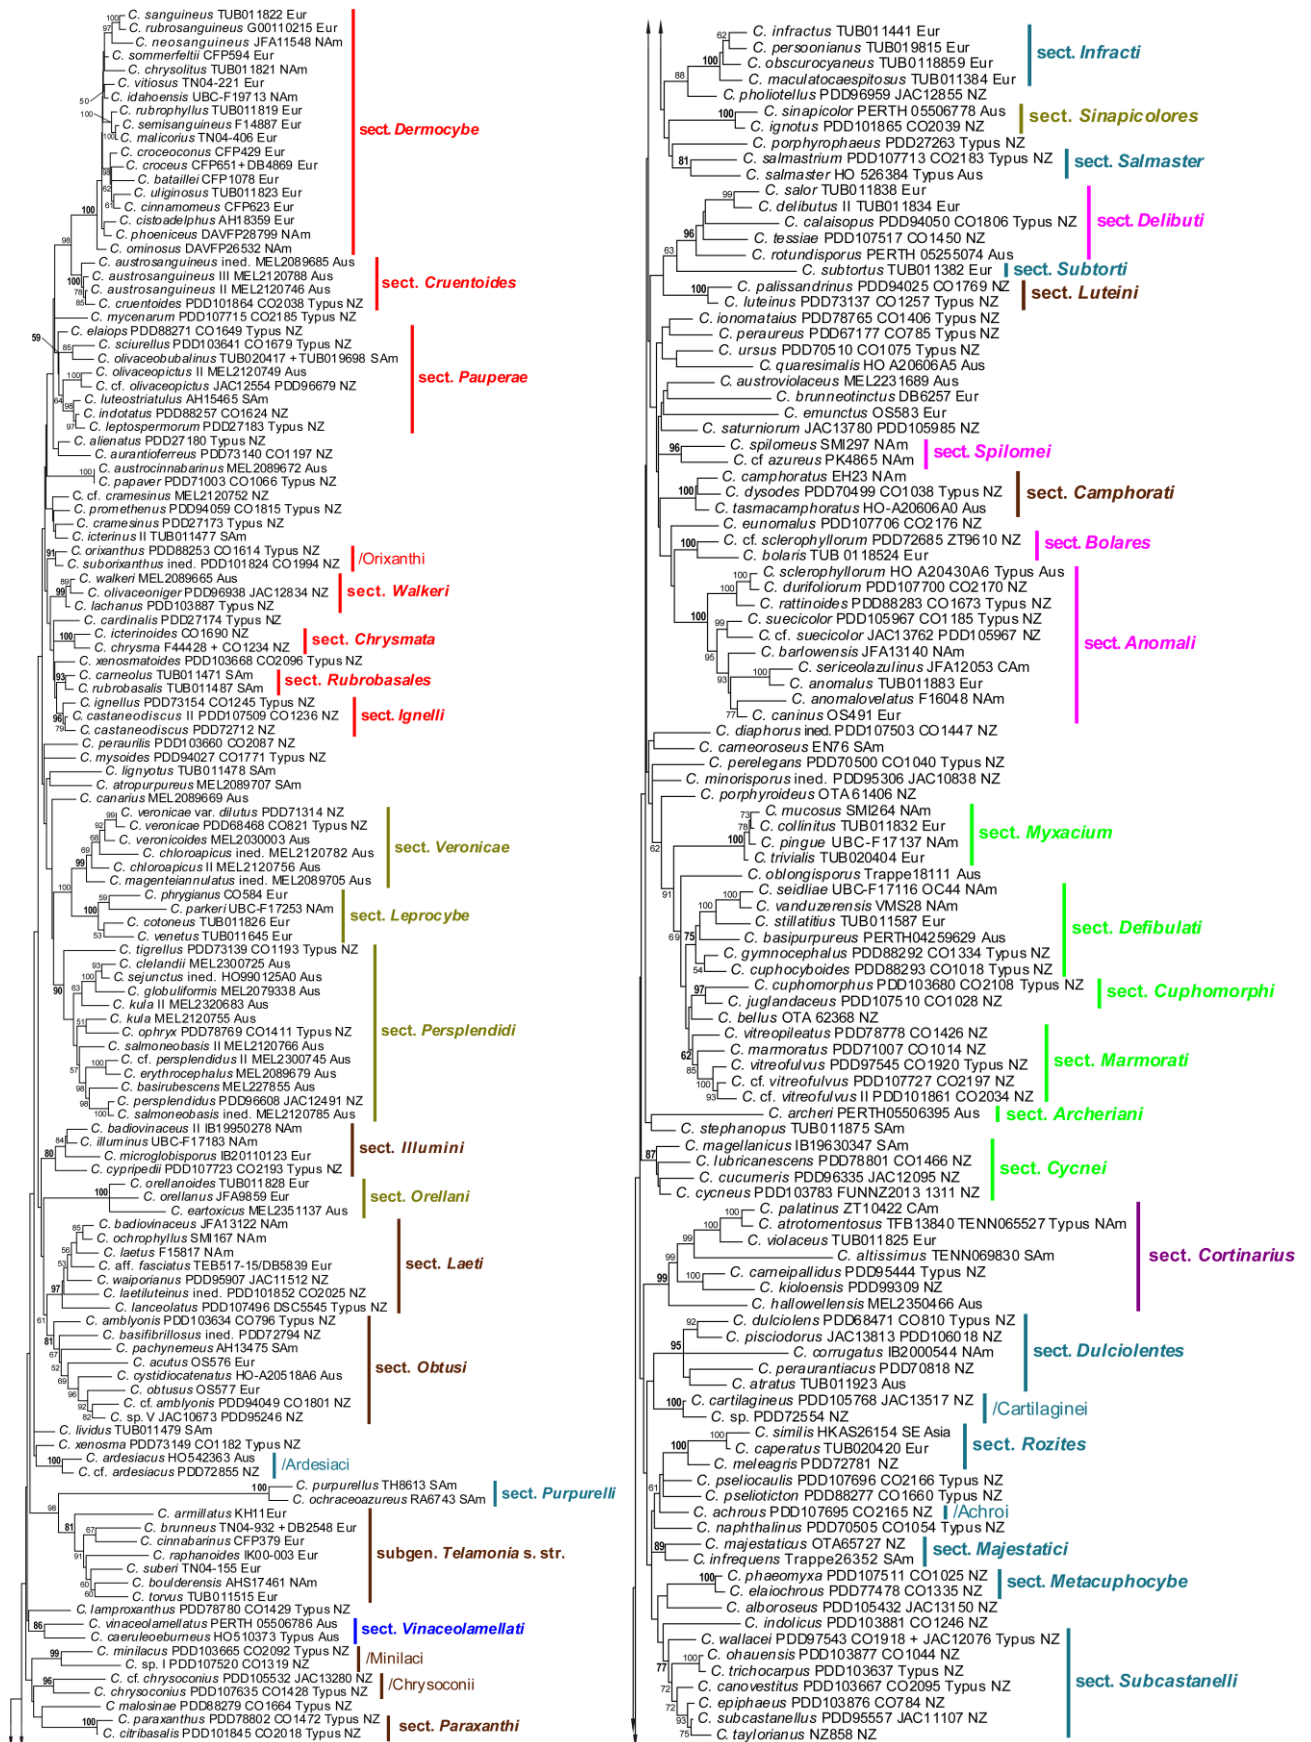 C. sanguineus TUB011822 Eur
C. rubrosanguineus G00110215 Eur
C. neosanguineus JFA11548 NAm
C. sommerfeltii CFP594 Eur
C. chrysolitus TUB011821 NAm
C. vitiosus TN04-221 Eur
C. idahoensis UBC-F19713 NAm
C. rubrophyllus TUB011819 Eur
C. semisanguineus F14887 Eur
C. malicorius TN04-406 Eur
C. croceoconus CFP429 Eur
C. croceus CFP651+DB4869 Eur
C. bataillei CFP1078 Eur
C. uliginosus TUB011823 Eur
C. cinnamomeus CFP623 Eur
C. cistoadelphus AH18359 Eur
C. phoeniceus DAVFP28799 NAm
C. ominosus DAVFP26532 NAm
sect. Dermocybe
C. austrosanguineus ined. MEL2089685 Aus
C. austrosanguineus III MEL2120788 Aus
C. austrosanguineus II MEL2120746 Aus
C. cruentoides PDD101864 CO2038 Typus NZ
sect. Cruentoides
C. mycenarum PDD107715 CO2185 Typus NZ
C. elaiops PDD88271 CO1649 Typus NZ
C. sciurellus PDD103641 CO1679 Typus NZ
C. olivaceobubalinus TUB020417 + TUB019698 SAm
C. olivaceopictus II MEL2120749 Aus
C. cf. olivaceopictus JAC12554 PDD96679 NZ
C. luteostriatulus AH15465 SAm
C. indotatus PDD88257 CO1624 NZ
C. leptospermorum PDD27183 Typus NZ
sect. Pauperae
C. alienatus PDD27180 Typus NZ
C. aurantioferreus PDD73140 CO1197 NZ
C. austrocinnabarinus MEL2089672 Aus
C. papaver PDD71003 CO1066 Typus NZ
C. cf. cramesinus MEL2120752 NZ
C. promethenus PDD94059 CO1815 Typus NZ
C. cramesinus PDD27173 Typus NZ
C. icterinus II TUB011477 SAm
C. orixanthus PDD88253 CO1614 Typus NZ
C. suborixanthus ined. PDD101824 CO1994 NZ
/Orixanthi
C. walkeri MEL2089665 Aus
C. olivaceoniger PDD96938 JAC12834 NZ
C. lachanus PDD103887 Typus NZ
sect. Walkeri
C. cardinalis PDD27174 Typus NZ
C. icterinoides CO1690 NZ
C. chrysma F44428 + CO1234 NZ
sect. Chrysmata
C. xenosmatoides PDD103668 CO2096 Typus NZ
C. carneolus TUB011471 SAm
C. rubrobasalis TUB011487 SAm
sect. Rubrobasales
C. ignellus PDD73154 CO1245 Typus NZ
C. castaneodiscus II PDD107509 CO1236 NZ
C. castaneodiscus PDD72712 NZ
sect. Ignelli
C. peraurilis PDD103660 CO2087 NZ
C. mysoides PDD94027 CO1771 Typus NZ
C. lignyotus TUB011478 SAm
C. atropurpureus MEL2089707 SAm
C. canarius MEL2089669 Aus
C. veronicae var. dilutus PDD71314 NZ
C. veronicae PDD68468 CO821 Typus NZ
C. veronicoides MEL2030003 Aus
C. chloroapicus ined. MEL2120782 Aus
C. chloroapicus II MEL2120756 Aus
C. magenteiannulatus ined. MEL2089705 Aus
sect. Veronicae
C. phrygianus CO584 Eur
C. parkeri UBC-F17253 NAm
C. cotoneus TUB011826 Eur
C. venetus TUB011645 Eur
sect. Leprocybe
C. tigrellus PDD73139 CO1193 Typus NZ
C. clelandii MEL2300725 Aus
C. sejunctus ined. HO990125A0 Aus
C. globuliformis MEL2079338 Aus
C. kula II MEL2320683 Aus
C. kula MEL2120755 Aus
C. ophryx PDD78769 CO1411 Typus NZ
C. salmoneobasis II MEL2120766 Aus
C. cf. persplendidus II MEL2300745 Aus
C. erythrocephalus MEL2089679 Aus
C. basirubescens MEL227855 Aus
C. persplendidus PDD96608 JAC12491 NZ
C. salmoneobasis ined. MEL2120785 Aus
sect. Persplendidi
C. badiovinaceus II IB19950278 NAm
C. illuminus UBC-F17183 NAm
C. microglobisporus IB20110123 Eur
C. cypripedii PDD107723 CO2193 Typus NZ
sect. Illumini
C. orellanoides TUB011828 Eur
C. orellanus JFA9859 Eur
C. eartoxicus MEL2351137 Aus
sect. Orellani
C. badiovinaceus JFA13122 NAm
C. ochrophyllus SMI167 NAm
C. laetus F15817 NAm
C. aff. fasciatus TEB517-15/DB5839 Eur
C. waiporianus PDD95907 JAC11512 NZ
C. laetiluteinus ined. PDD101852 CO2025 NZ
C. lanceolatus PDD107496 DSC5545 Typus NZ
sect. Laeti
C. amblyonis PDD103634 CO796 Typus NZ
C. basifibrillosus ined. PDD72794 NZ
C. pachynemeus AH13475 SAm
C. acutus OS576 Eur
C. cystidiocatenatus HO-A20518A6 Aus
C. obtusus OS577 Eur
C. cf. amblyonis PDD94049 CO1801 NZ
C. sp. V JAC10673 PDD95246 NZ
sect. Obtusi
C. lividus TUB011479 SAm
C. xenosma PDD73149 CO1182 Typus NZ
C. ardesiacus HO542363 Aus
C. cf. ardesiacus PDD72855 NZ
/Ardesiaci
C. purpurellus TH8613 SAm
C. ochraceoazureus RA6743 SAm
sect. Purpurelli
C. armillatus KH11Eur
C. brunneus TN04-932 +DB2548 Eur
C. cinnabarinus CFP379 Eur
C. raphanoides IK00-003 Eur
C. suberi TN04-155 Eur
C. boulderensis AHS17461 NAm
C. torvus TUB011515 Eur
subgen. Telamonia s. str.
C. lamproxanthus PDD78780 CO1429 Typus NZ
C. vinaceolamellatus PERTH 05506786 Aus
C. caeruleoeburneus HO510373 Typus Aus
sect. Vinaceolamellati
C. minilacus PDD103665 CO2092 Typus NZ
C. sp. I PDD107520 CO1319 NZ
/Minilaci
C. cf. chrysoconius PDD105532 JAC13280 NZ
C. chrysoconius PDD107635 CO1428 Typus NZ
/Chrysoconii
C. malosinae PDD88279 CO1664 Typus NZ
C. paraxanthus PDD78802 CO1472 Typus NZ
C. citribasalis PDD101845 CO2018 Typus NZ
sect. Paraxanthi
C. infractus TUB011441 Eur
C. persoonianus TUB019815 Eur
C. obscurocyaneus TUB0118859 Eur
C. maculatocaespitosus TUB011384 Eur
sect. Infracti
C. pholiotellus PDD96959 JAC12855 NZ
C. sinapicolor PERTH 05506778 Aus
C. ignotus PDD101865 CO2039 NZ
sect. Sinapicolores
C. porphyrophaeus PDD27263 Typus NZ
C. salmastrium PDD107713 CO2183 Typus NZ
C. salmaster HO 526384 Typus Aus
sect. Salmaster
C. salor TUB011838 Eur
C. delibutus II TUB011834 Eur
C. calaisopus PDD94050 CO1806 Typus NZ
C. tessiae PDD107517 CO1450 NZ
C. rotundisporus PERTH 05255074 Aus
sect. Delibuti
C. subtortus TUB011382 Eur
sect. Subtorti
C. palissandrinus PDD94025 CO1769 NZ
C. luteinus PDD73137 CO1257 Typus NZ
sect. Luteini
C. ionomataius PDD78765 CO1406 Typus NZ
C. peraureus PDD67177 CO785 Typus NZ
C. ursus PDD70510 CO1075 Typus NZ
C. quaresimalis HO A20606A5 Aus
C. austroviolaceus MEL2231689 Aus
C. brunneotinctus DB6257 Eur
C. emunctus OS583 Eur
C. saturniorum JAC13780 PDD105985 NZ
C. spilomeus SMI297 NAm
C. cf azureus PK4865 NAm
sect. Spilomei
C. camphoratus EH23 NAm
C. dysodes PDD70499 CO1038 Typus NZ
C. tasmacamphoratus HO-A20606A0 Aus
sect. Camphorati
C. eunomalus PDD107706 CO2176 NZ
C. cf. sclerophyllorum PDD72685 ZT9610 NZ
C. bolaris TUB 0118524 Eur
sect. Bolares
C. sclerophyllorum HO A20430A6 Typus Aus
C. durifoliorum PDD107700 CO2170 NZ
C. rattinoides PDD88283 CO1673 Typus NZ
C. suecicolor PDD105967 CO1185 Typus NZ
C. cf. suecicolor JAC13762 PDD105967 NZ
C. barlowensis JFA13140 NAm
C. sericeolazulinus JFA12053 CAm
C. anomalus TUB011883 Eur
C. anomalovelatus F16048 NAm
C. caninus OS491 Eur
sect. Anomali
C. diaphorus ined. PDD107503 CO1447 NZ
C. carneoroseus EN76 SAm
C. perelegans PDD70500 CO1040 Typus NZ
C. minorisporus ined. PDD95306 JAC10838 NZ
C. porphyroideus OTA 61406 NZ
C. mucosus SMI264 NAm
C. collinitus TUB011832 Eur
C. pingue UBC-F17137 NAm
C. trivialis TUB020404 Eur
sect. Myxacium
C. oblongisporus Trappe18111 Aus
C. seidliae UBC-F17116 OC44 NAm
C. vanduzerensis VMS28 NAm
C. stillatitius TUB011587 Eur
C. basipurpureus PERTH04259629 Aus
C. gymnocephalus PDD88292 CO1334 Typus NZ
C. cuphocyboides PDD88293 CO1018 Typus NZ
sect. Defibulati
C. cuphomorphus PDD103680 CO2108 Typus NZ
C. juglandaceus PDD107510 CO1028 NZ
sect. Cuphomorphi
C. bellus OTA 62368 NZ
C. vitreopileatus PDD78778 CO1426 NZ
C. marmoratus PDD71007 CO1014 NZ
C. vitreofulvus PDD97545 CO1920 Typus NZ
C. cf. vitreofulvus PDD107727 CO2197 NZ
C. cf. vitreofulvus II PDD101861 CO2034 NZ
sect. Marmorati
C. archeri PERTH05506395 Aus
sect. Archeriani
C. stephanopus TUB011875 SAm
C. magellanicus IB19630347 SAm
C. lubricanescens PDD78801 CO1466 NZ
C. cucumeris PDD96335 JAC12095 NZ
C. cycneus PDD103783 FUNNZ2013 1311 NZ
sect. Cycnei
C. palatinus ZT10422 CAm
C. atrotomentosus TFB13840 TENN065527 Typus NAm
C. violaceus TUB011825 Eur
C. altissimus TENN069830 SAm
C. carneipallidus PDD95444 Typus NZ
C. kioloensis PDD99309 NZ
C. hallowellensis MEL2350466 Aus
sect. Cortinarius
C. dulciolens PDD68471 CO810 Typus NZ
C. pisciodorus JAC13813 PDD106018 NZ
C. corrugatus IB2000544 NAm
C. peraurantiacus PDD70818 NZ
C. atratus TUB011923 Aus
sect. Dulciolentes
C. cartilagineus PDD105768 JAC13517 NZ
C. sp. PDD72554 NZ
/Cartilaginei
C. similis HKAS26154 SE Asia
C. caperatus TUB020420 Eur
C. meleagris PDD72781 NZ
sect. Rozites
C. pseliocaulis PDD107696 CO2166 Typus NZ
C. pselioticton PDD88277 CO1660 Typus NZ
C. achrous PDD107695 CO2165 NZ
/Achroi
C. naphthalinus PDD70505 CO1054 Typus NZ
C. majestaticus OTA65727 NZ
C. infrequens Trappe26352 SAm
sect. Majestatici
C. phaeomyxa PDD107511 CO1025 NZ
C. elaiochrous PDD77478 CO1335 NZ
sect. Metacuphocybe
C. alboroseus PDD105432 JAC13150 NZ
C. indolicus PDD103881 CO1246 NZ
C. wallacei PDD97543 CO1918 + JAC12076 Typus NZ
C. ohauensis PDD103877 CO1044 NZ
C. trichocarpus PDD103637 Typus NZ
C. canovestitus PDD103667 CO2095 Typus NZ
C. epiphaeus PDD103876 CO784 NZ
C. subcastanellus PDD95557 JAC11107 NZ
C. taylorianus NZ858 NZ
sect. Subcastanelli